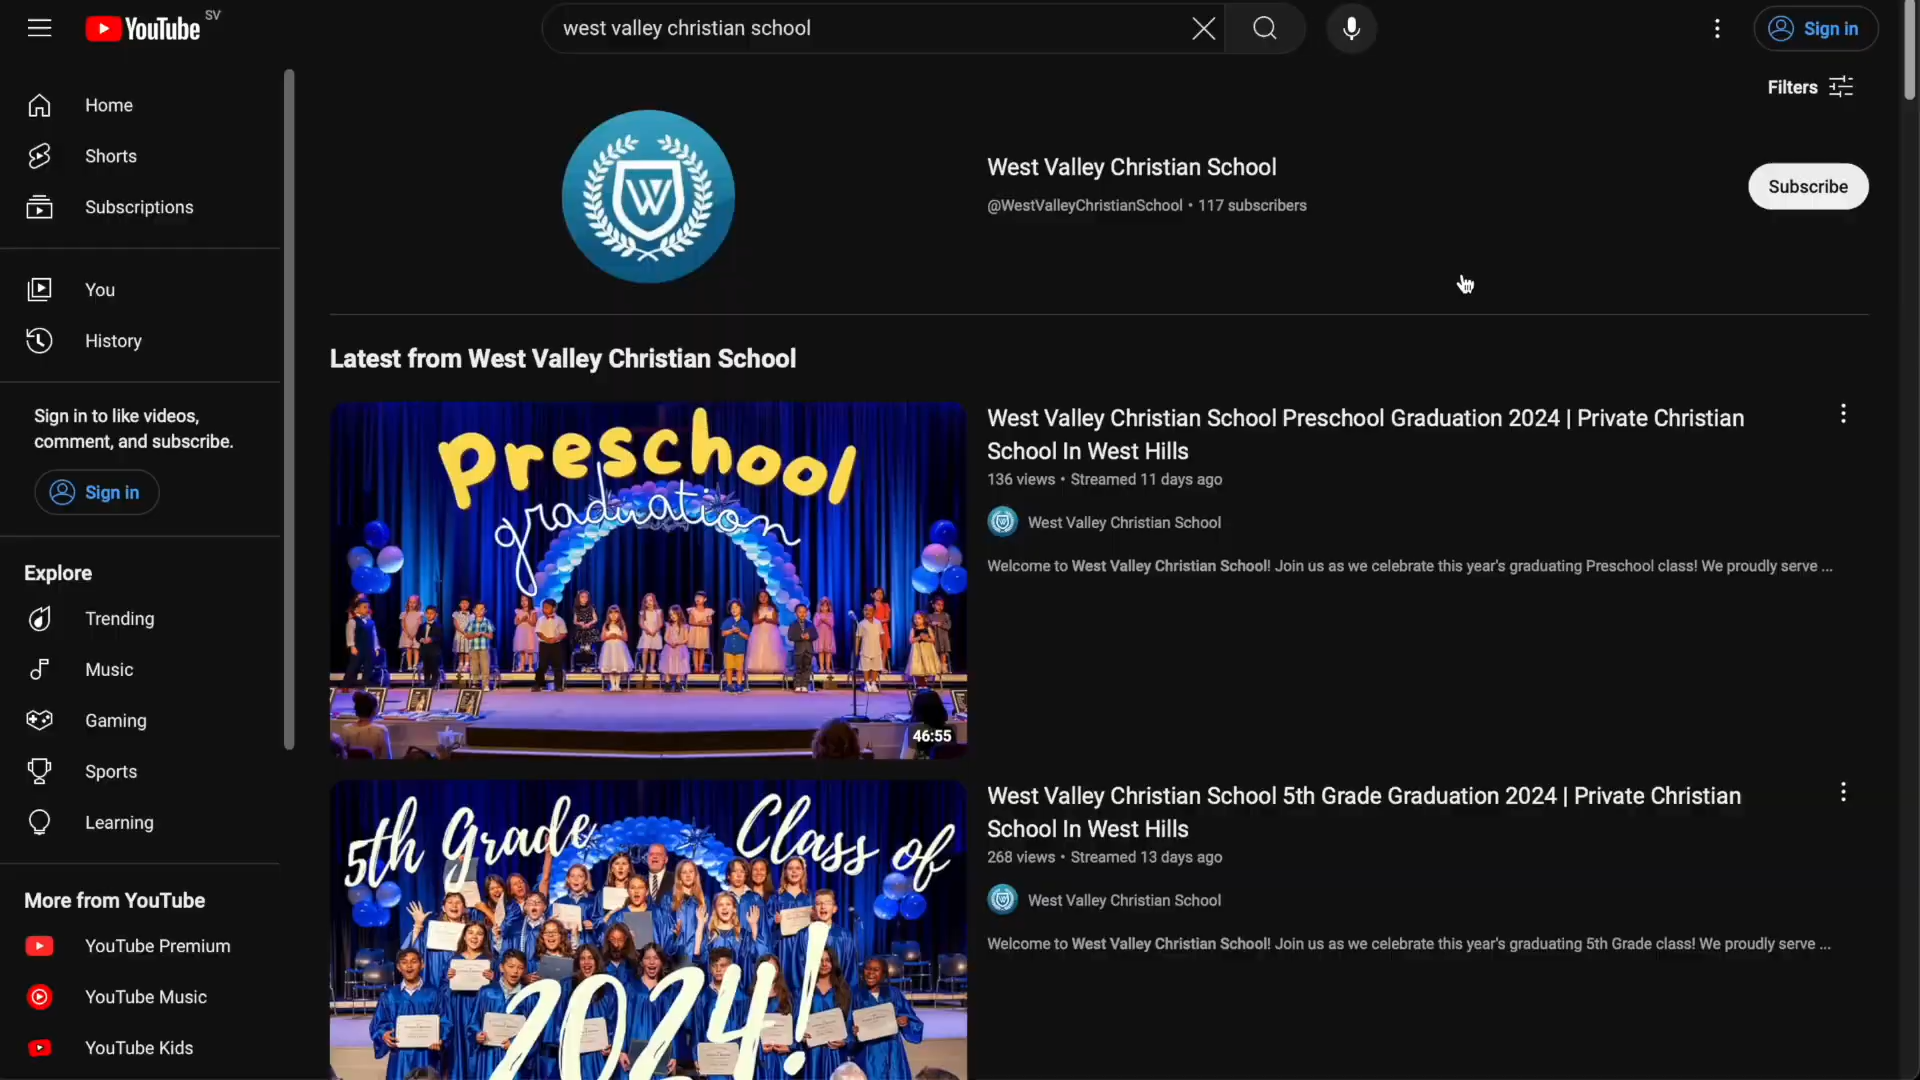 YouTube SV
west valley christian school
Sign in
Home
Shorts
Subscriptions
You
History
Sign in to like videos,
comment, and subscribe.
Sign in
Explore
Trending
Music
Gaming
Sports
Learning
More from YouTube
YouTube Premium
YouTube Music
YouTube Kids
Filters
W
West Valley Christian School
@WestValleyChristianSchool • 117 subscribers
Subscribe
Latest from West Valley Christian School
preschool
graduation
46:55
West Valley Christian School Preschool Graduation 2024 | Private Christian
School In West Hills
136 views • Streamed 11 days ago
West Valley Christian School
Welcome to West Valley Christian School! Join us as we celebrate this year's graduating Preschool class! We proudly serve ...
5th Grade Class of
2024!
West Valley Christian School 5th Grade Graduation 2024 | Private Christian
School In West Hills
268 views • Streamed 13 days ago
West Valley Christian School
Welcome to West Valley Christian School! Join us as we celebrate this year's graduating 5th Grade class! We proudly serve ...